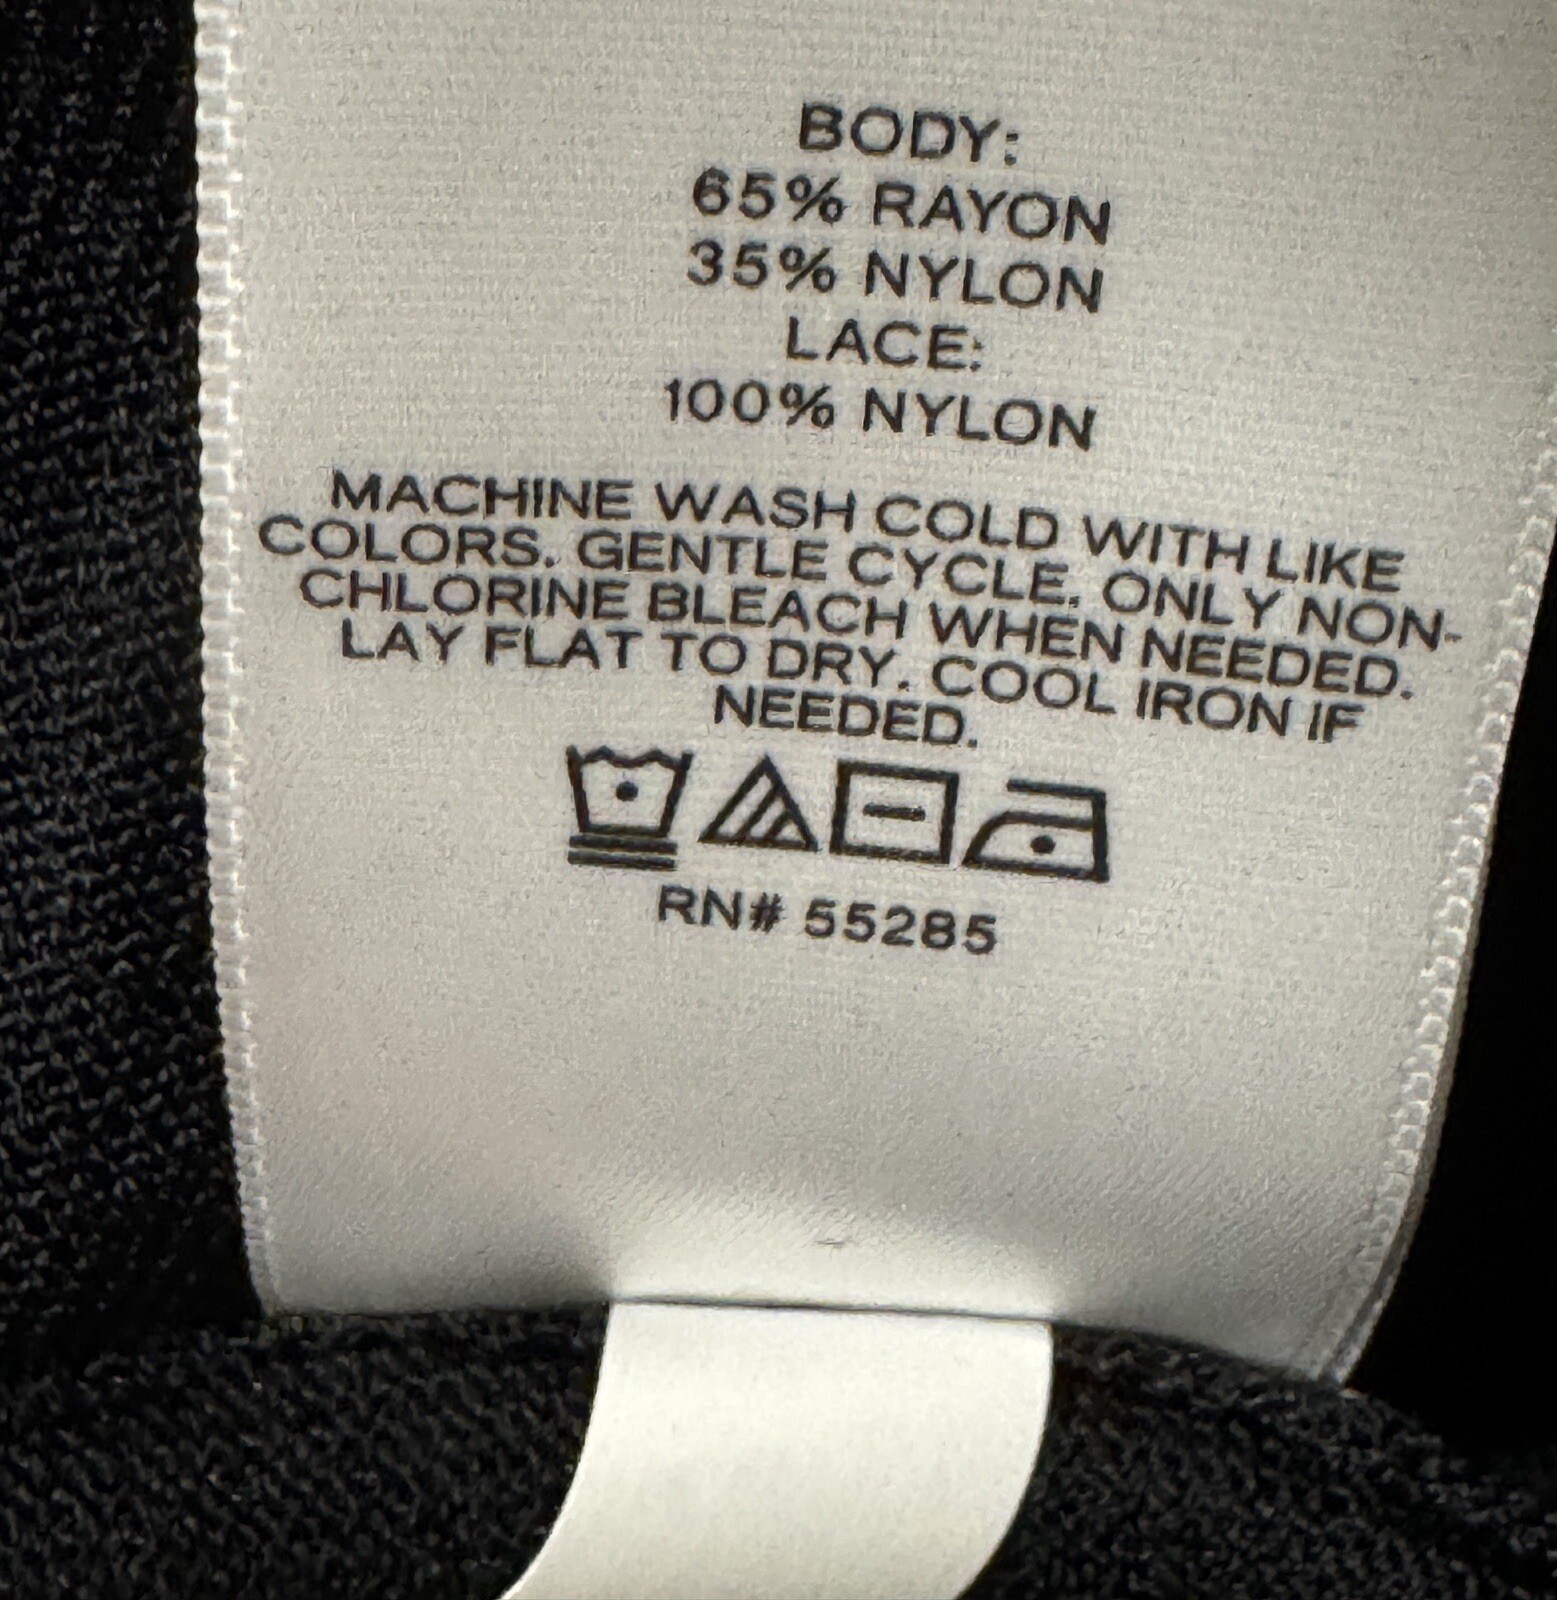 BODY:
65% RAYON
35% NYLON
LACE:
100% NYLON
MACHINE WASH COLD WITH LIKE
COLORS. GENTLE CYCLE. ONLY NON-
CHLORINE BLEACH WHEN NEEDED.
LAY FLAT TO DRY. COOL IRON IF
NEEDED.
RN# 55285